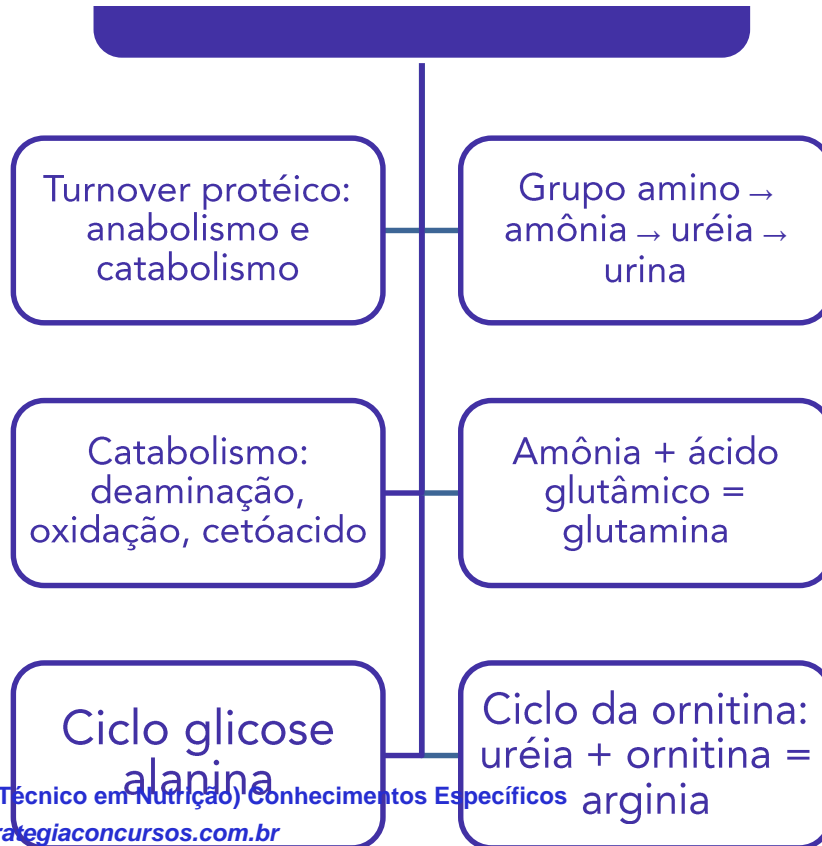 Turnover protéico:
anabolismo e
catabolismo
Grupo amino →
amônia → uréia →
urina
Catabolismo:
deaminação,
oxidação, cetóacido
Amônia + ácido
glutâmico =
glutamina
Ciclo glicose
alanina
Ciclo da ornitina:
uréia + ornitina =
arginia
Técnico em Nutrição) Conhecimentos Específicos
rategiaconcursos.com.br